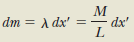 dm = λ dx′ = M/L dx′